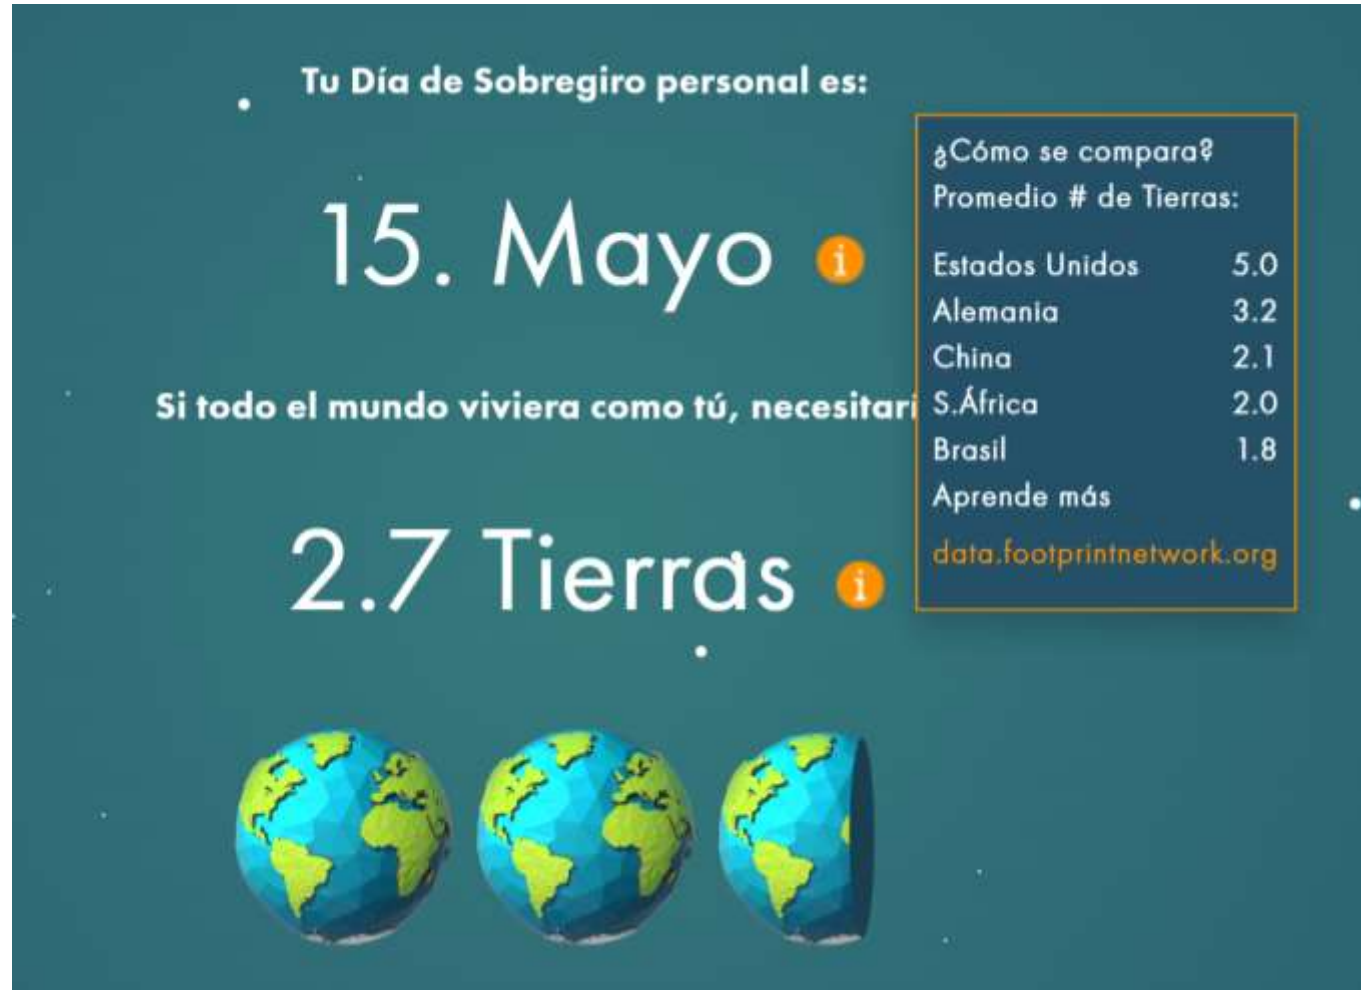 Tu Día de Sobregiro personal es:
15. Mayo
i
Si todo el mundo viviera como tú, necesitarí
2.7 Tierras
i
¿Cómo se compara?
Promedio # de Tierras:
Estados Unidos 5.0
Alemania 3.2
China 2.1
S.África 2.0
Brasil 1.8
Aprende más
data.footprintnetwork.org